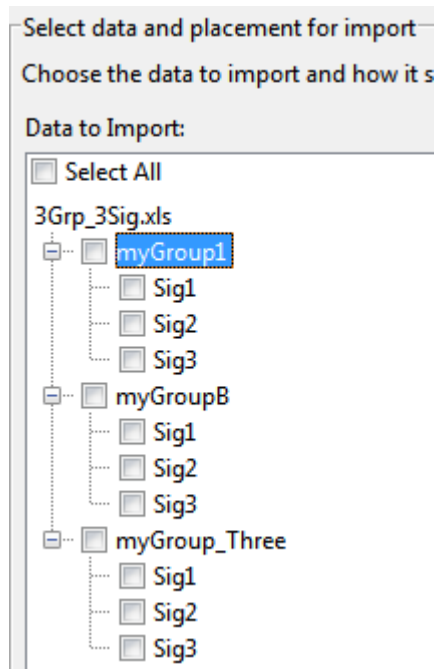 Select data and placement for import
Choose the data to import and how it s
Data to Import:
Select All
3Grp_3Sig.xls
myGroup1
Sig1
Sig2
Sig3
myGroupB
Sig1
Sig2
Sig3
myGroup_Three
Sig1
Sig2
Sig3